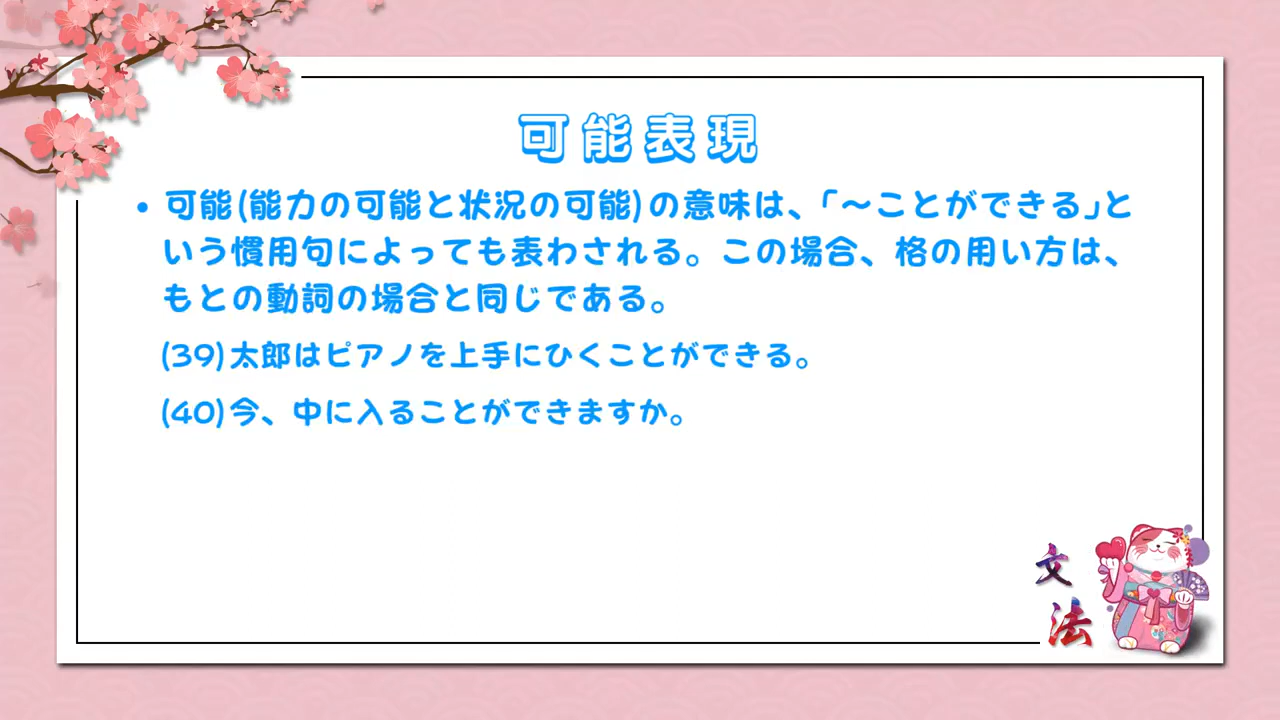 可能表現
• 可能(能力の可能と状況の可能)の意味は、「～ことができる」と
いう慣用句によっても表わされる。この場合、格の用い方は、
もとの動詞の場合と同じである。
(39)太郎はピアノを上手にひくことができる。
(40)今、中に入ることができますか。
文
法